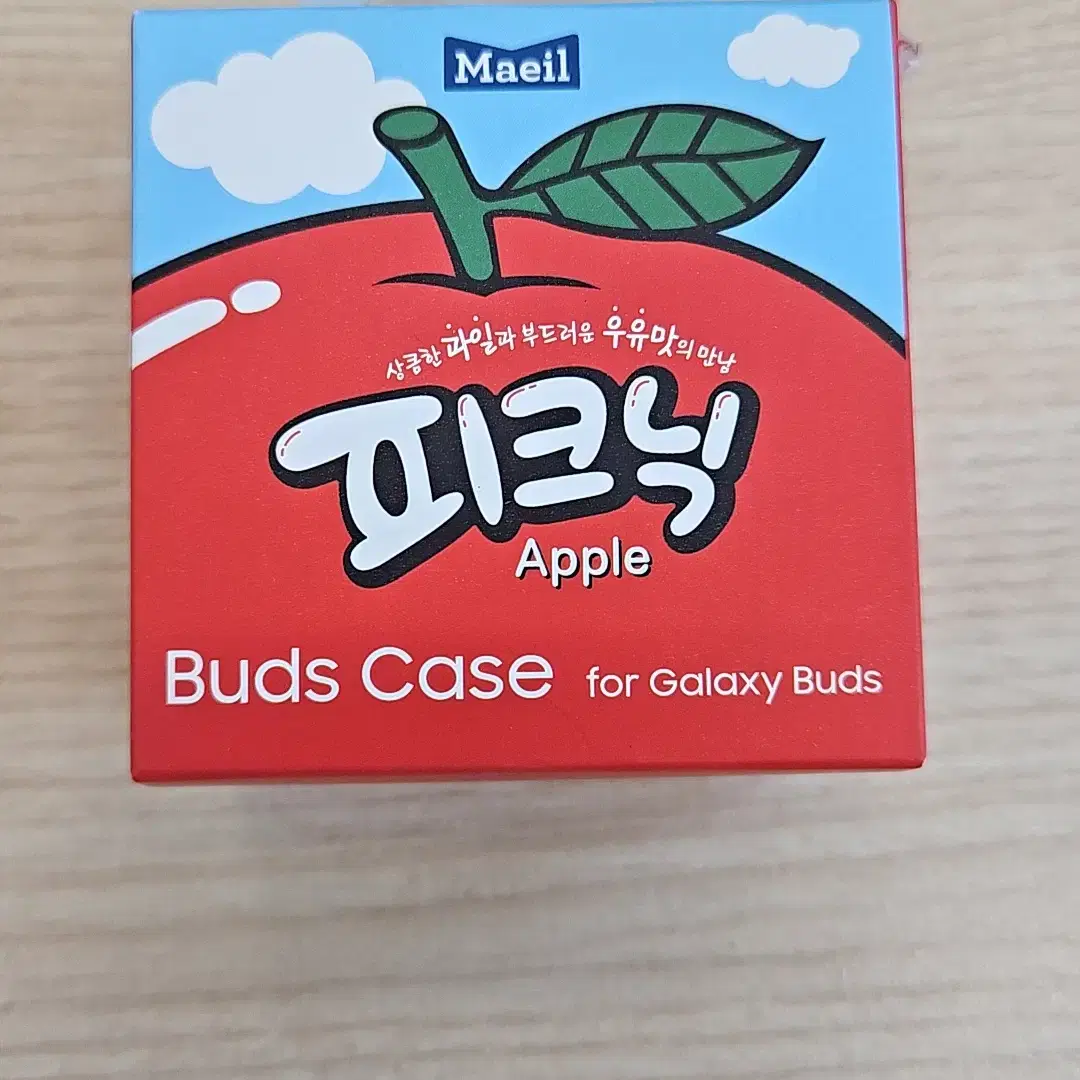 Maeil
상큼한 과일과 부드러운 우유맛의 만남
피크닉
Apple
Buds Case for Galaxy Buds